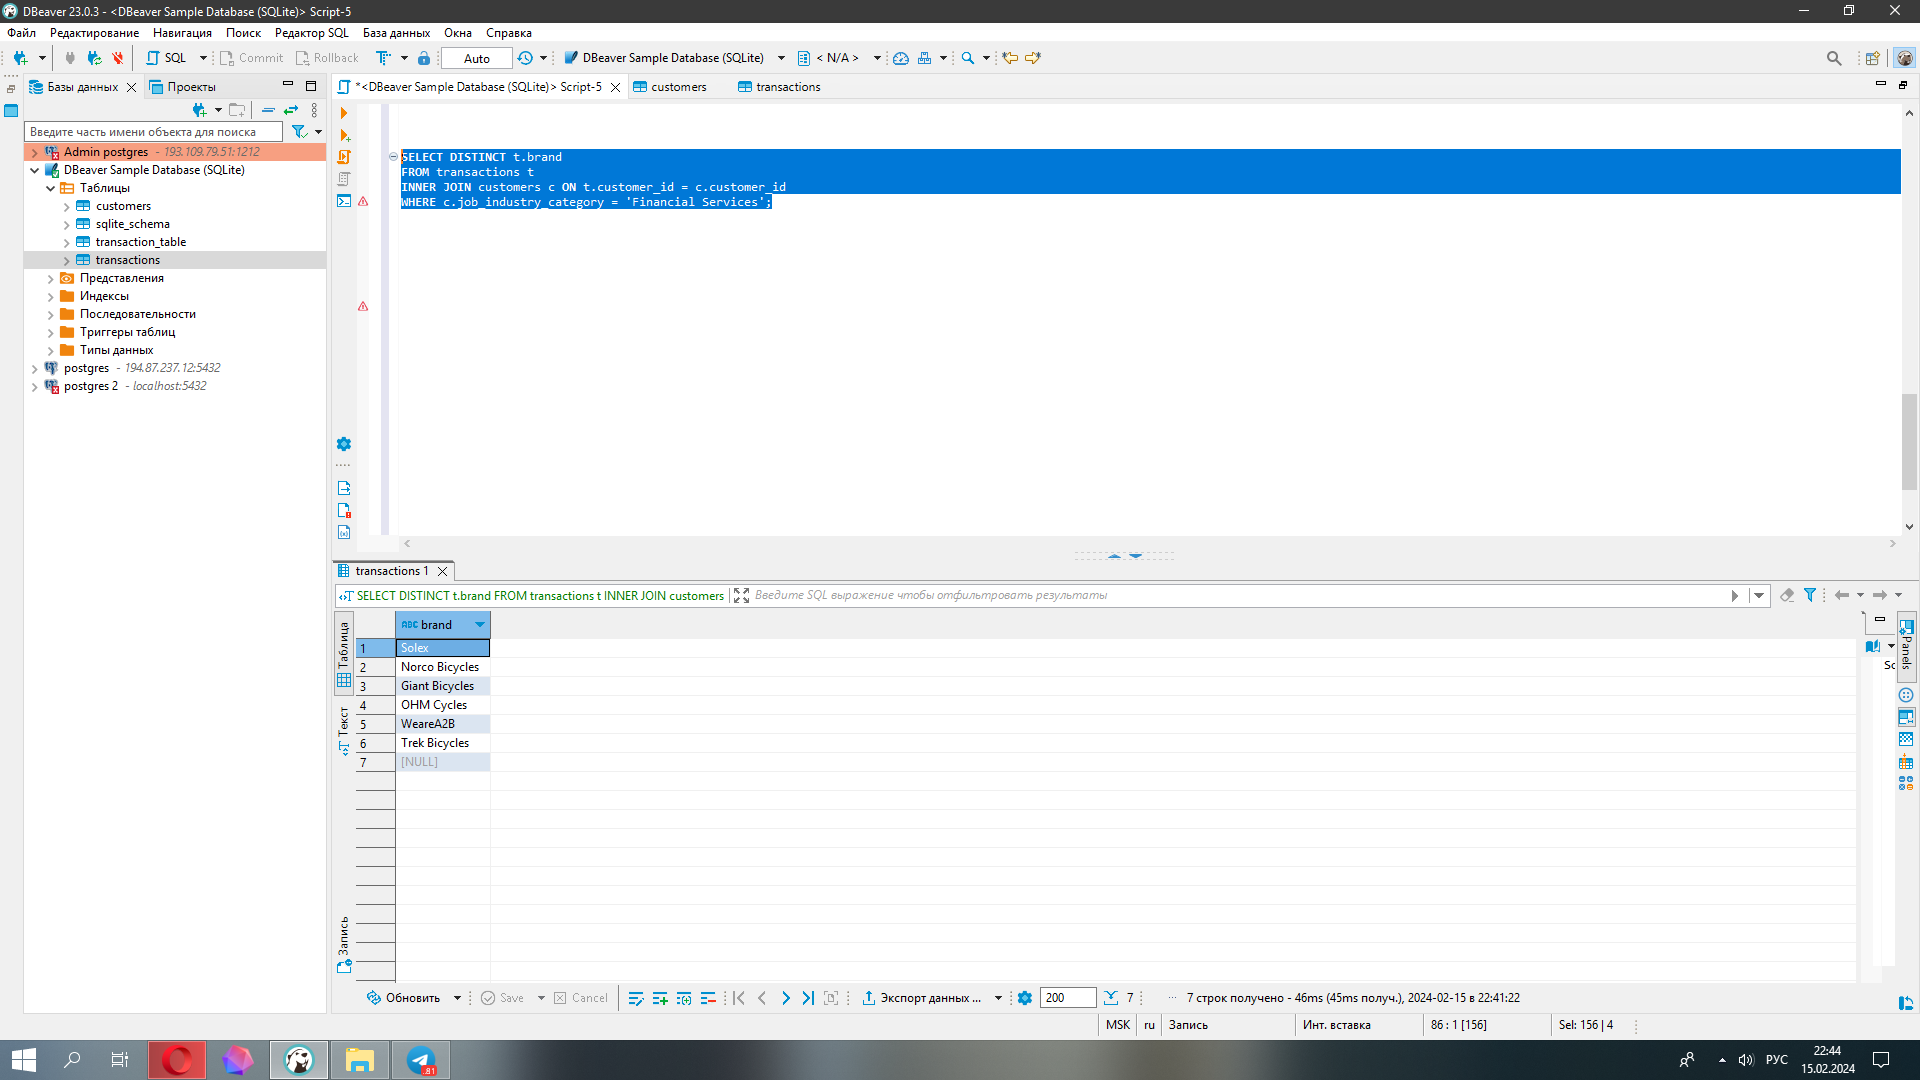 DBeaver 23.0.3 - <DBeaver Sample Database (SQLite)> Script-5
Файл Редактирование Навигация Поиск Редактор SQL База данных Окна Справка
SQL Commit Rollback Auto DBeaver Sample Database (SQLite) < N/A >
Базы данных Проекты
*<DBeaver Sample Database (SQLite)> Script-5 customers transactions
Введите часть имени объекта для поиска
Admin postgres - 193.109.79.51:1212
DBeaver Sample Database (SQLite)
Таблицы
customers
sqlite_schema
transaction_table
transactions
Представления
Индексы
Последовательности
Триггеры таблиц
Типы данных
postgres - 194.87.237.12:5432
postgres 2 - localhost:5432
SELECT DISTINCT t.brand
FROM transactions t
INNER JOIN customers c ON t.customer_id = c.customer_id
WHERE c.job_industry_category = 'Financial Services';
transactions 1
SELECT DISTINCT t.brand FROM transactions t INNER JOIN customers
Введите SQL выражение чтобы отфильтровать результаты
Таблица
Текст
Запись
ABC brand
1 Solex
2 Norco Bicycles
3 Giant Bicycles
4 OHM Cycles
5 WeareA2B
6 Trek Bicycles
7 [NULL]
Panels
Sc
Обновить Save Cancel Экспорт данных ... 200 7 ··· 7 строк получено - 46ms (45ms получ.), 2024-02-15 в 22:41:22
MSK ru Запись Инт. вставка 86 : 1 [156] Sel: 156 | 4
81
РУС
22:44
15.02.2024